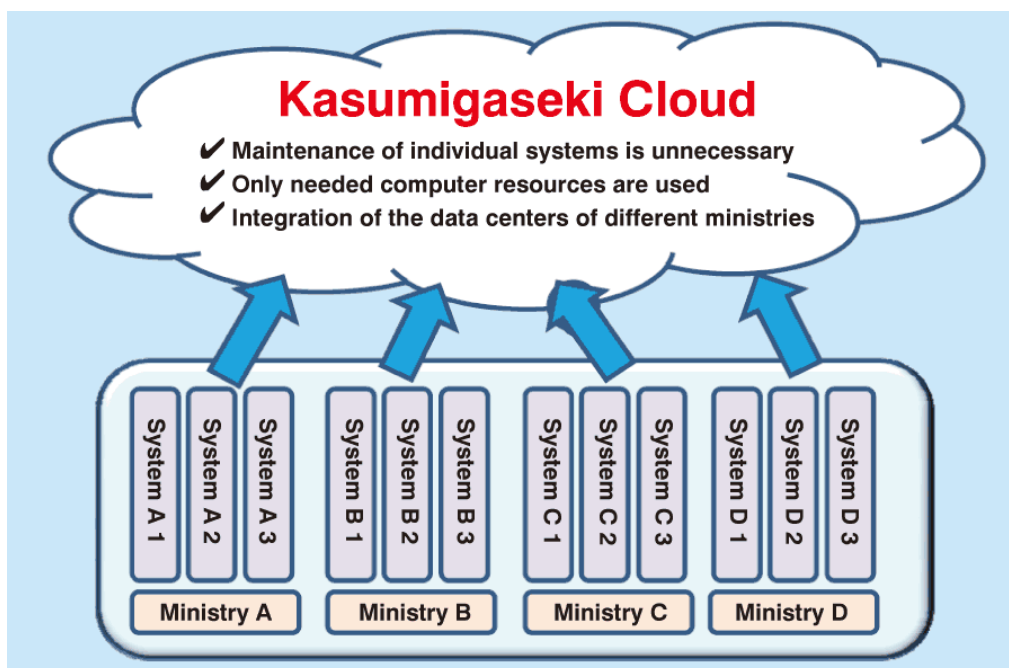 Kasumigaseki Cloud
✔ Maintenance of individual systems is unnecessary
✔ Only needed computer resources are used
✔ Integration of the data centers of different ministries
System A 1
System A 2
System A 3
System B 1
System B 2
System B 3
System C 1
System C 2
System C 3
System D 1
System D 2
System D 3
Ministry A
Ministry B
Ministry C
Ministry D